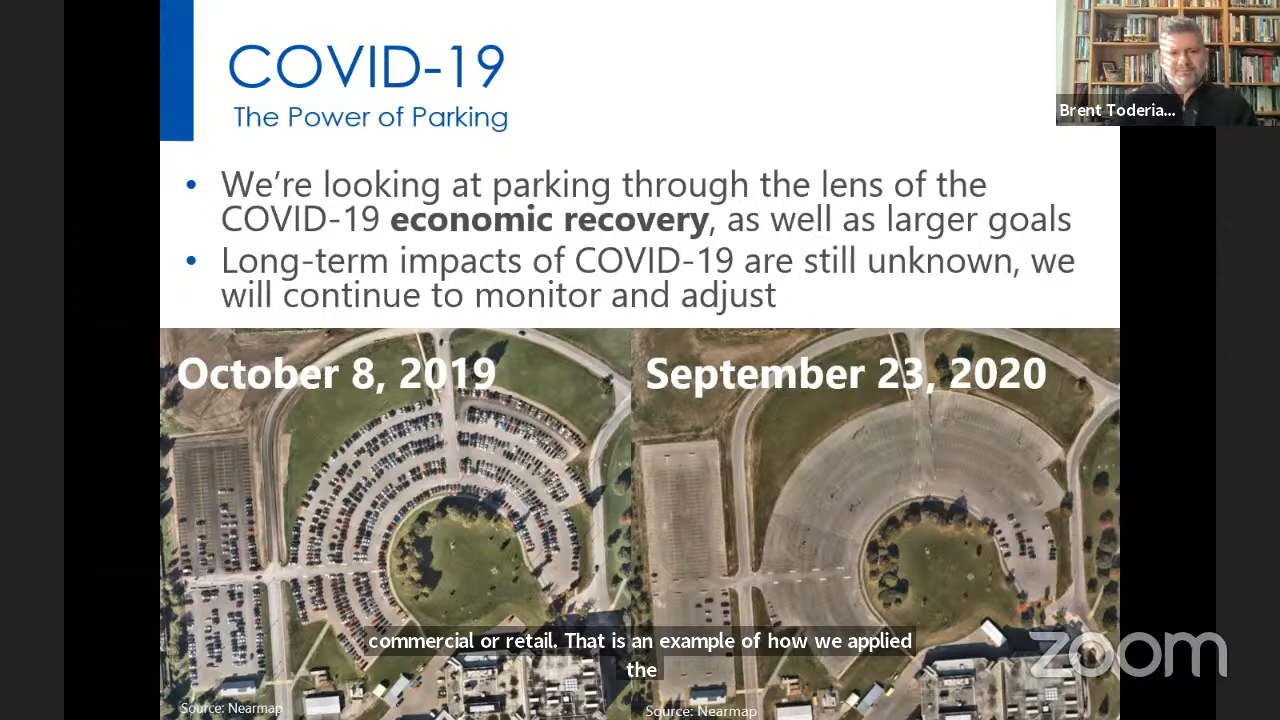 COVID-19
The Power of Parking
Brent Toderia...
• We’re looking at parking through the lens of the
COVID-19 economic recovery, as well as larger goals
• Long-term impacts of COVID-19 are still unknown, we
will continue to monitor and adjust
October 8, 2019
September 23, 2020
commercial or retail. That is an example of how we applied
the
zoom
Source: Nearmap
Source: Nearmap